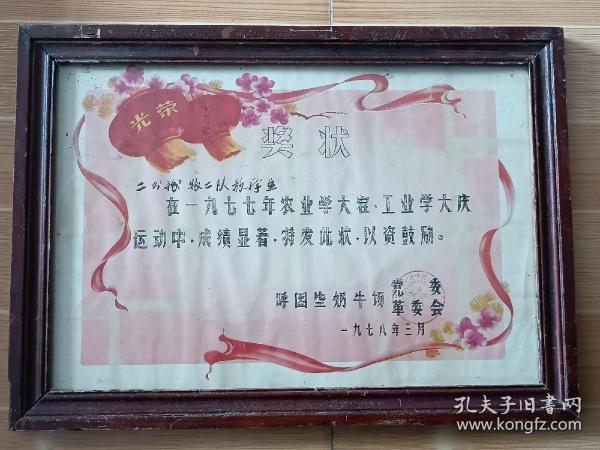 光荣
奖状
二分场 牧二队
在一九七七年农业学大寨、工业学大庆
运动中，成绩显著，特发此状，以资鼓励。
呼图壁奶牛场 党委
革委会
一九七八年三月
孔夫子旧书网
www.kongfz.com